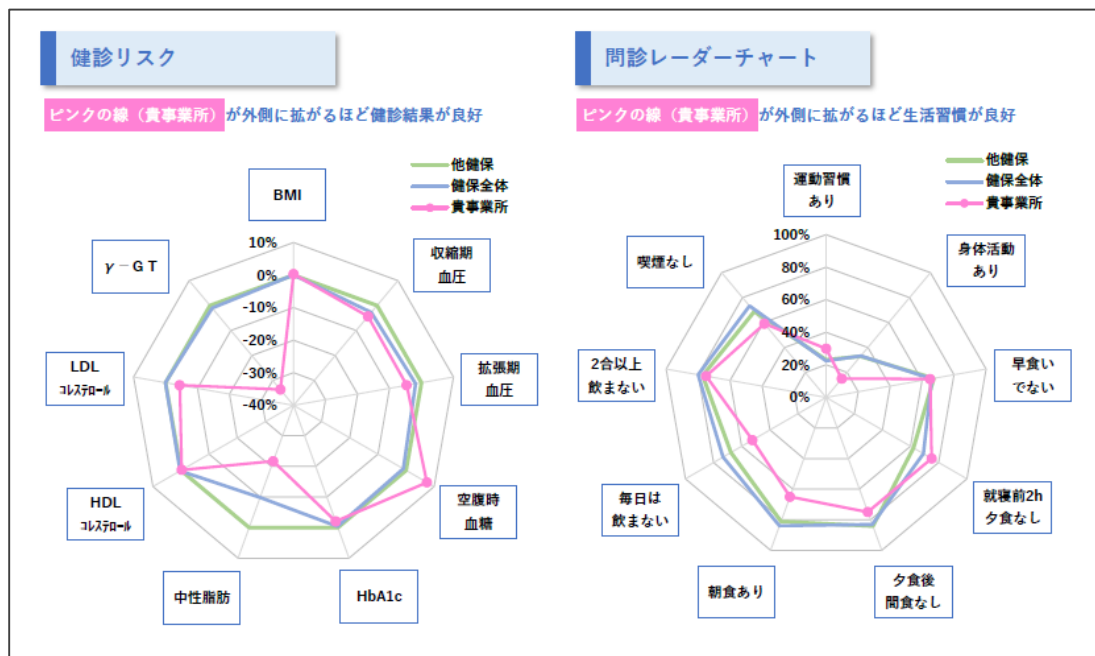 健診リスク
ピンクの線（貴事業所）が外側に拡がるほど健診結果が良好
他健保
健保全体
貴事業所
BMI
収縮期
血圧
拡張期
血圧
空腹時
血糖
HbA1c
中性脂肪
HDL
ｺﾚｽﾃﾛｰﾙ
LDL
ｺﾚｽﾃﾛｰﾙ
γ－GT
10%
0%
-10%
-20%
-30%
-40%
問診レーダーチャート
ピンクの線（貴事業所）が外側に拡がるほど生活習慣が良好
他健保
健保全体
貴事業所
運動習慣
あり
身体活動
あり
早食い
でない
就寝前2h
夕食なし
夕食後
間食なし
朝食あり
毎日は
飲まない
2合以上
飲まない
喫煙なし
100%
80%
60%
40%
20%
0%